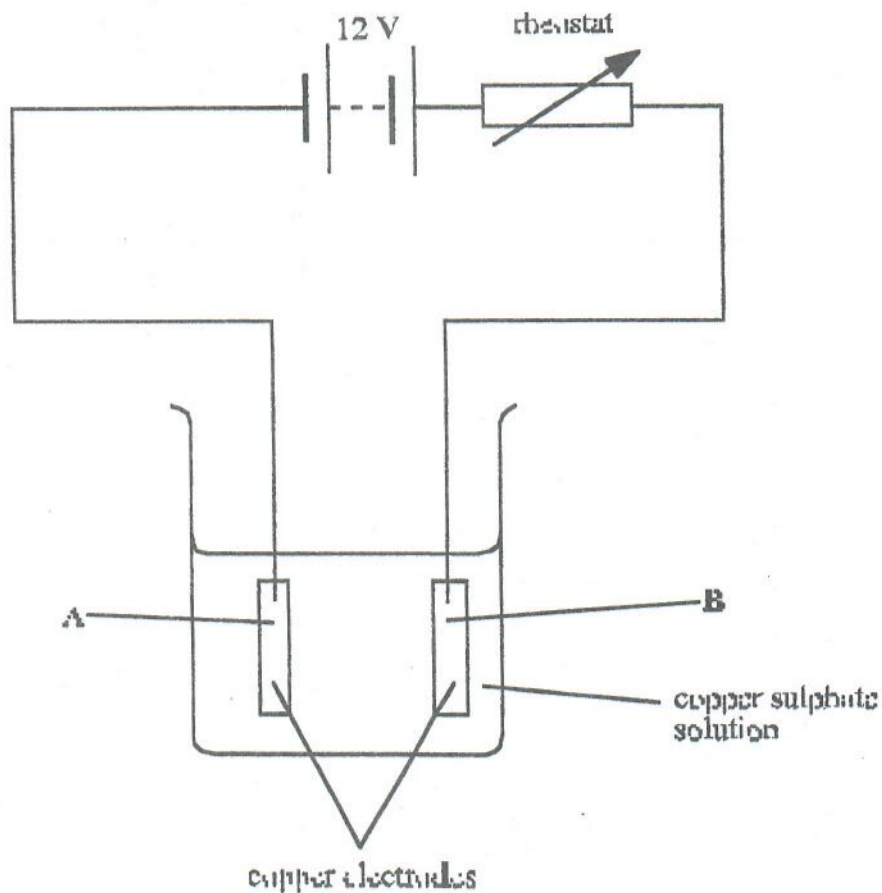 12 V
rheostat
A
B
copper sulphate
solution
copper electrodes